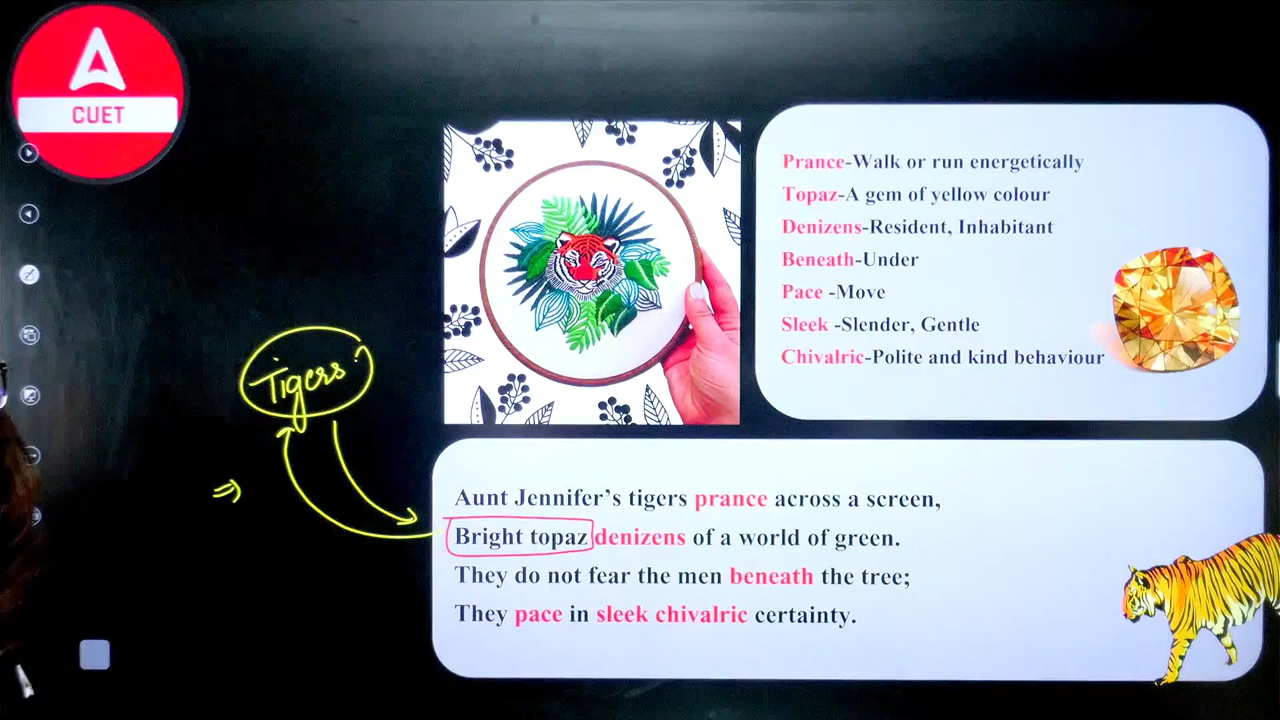 CUET
Prance-Walk or run energetically
Topaz-A gem of yellow colour
Denizens-Resident, Inhabitant
Beneath-Under
Pace -Move
Sleek -Slender, Gentle
Chivalric-Polite and kind behaviour
Tigers
Aunt Jennifer's tigers prance across a screen,
Bright topaz denizens of a world of green.
They do not fear the men beneath the tree;
They pace in sleek chivalric certainty.